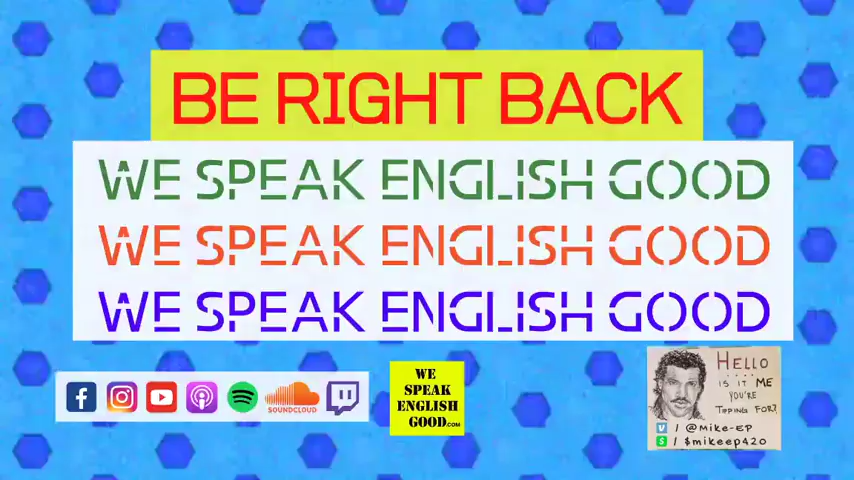 BE RIGHT BACK
WE SPEAK ENGLISH GOOD
WE SPEAK ENGLISH GOOD
WE SPEAK ENGLISH GOOD
SOUNDCLOUD
WE
SPEAK
ENGLISH
GOOD.COM
HELLO
IS IT ME
YOU'RE
TIPING FOR?
/ @MIKE-EP
/ $mikeep420